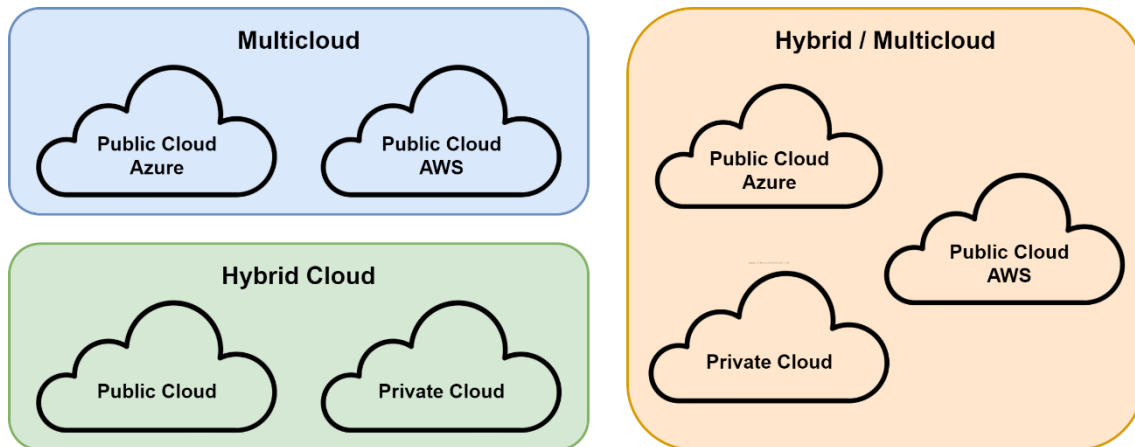 Multicloud
Public Cloud
Azure
Public Cloud
AWS
Hybrid Cloud
Public Cloud
Private Cloud
Hybrid / Multicloud
Public Cloud
Azure
Public Cloud
AWS
Private Cloud